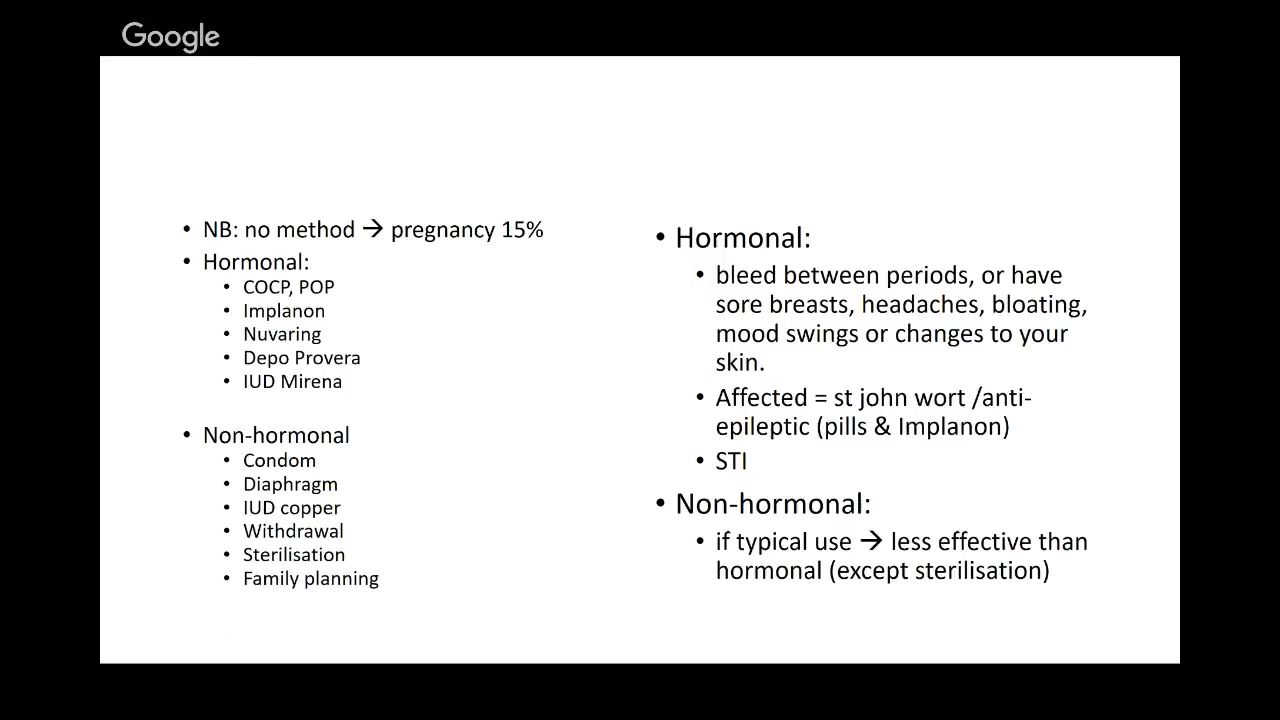 Google
• NB: no method → pregnancy 15%
• Hormonal:
• COCP, POP
• Implanon
• Nuvaring
• Depo Provera
• IUD Mirena
• Non-hormonal
• Condom
• Diaphragm
• IUD copper
• Withdrawal
• Sterilisation
• Family planning
• Hormonal:
• bleed between periods, or have
sore breasts, headaches, bloating,
mood swings or changes to your
skin.
• Affected = st john wort /anti-
epileptic (pills & Implanon)
• STI
• Non-hormonal:
• if typical use → less effective than
hormonal (except sterilisation)